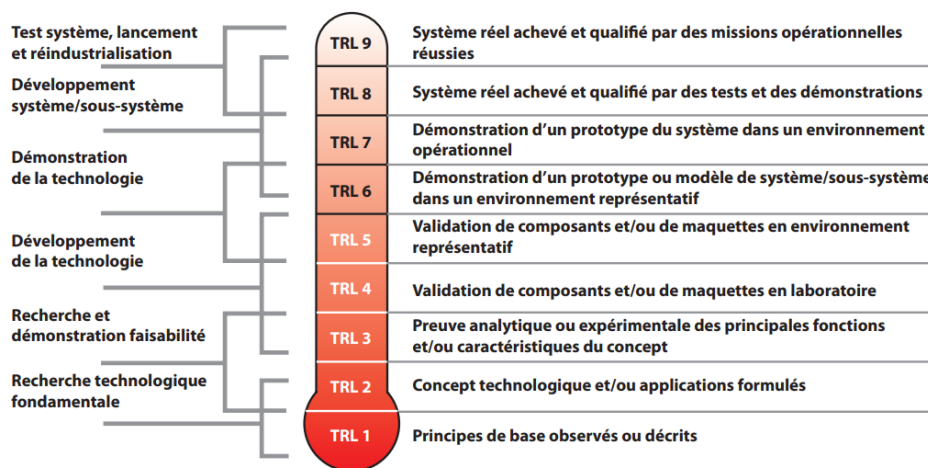 Test système, lancement
et réindustrialisation
Développement
système/sous-système
Démonstration
de la technologie
Développement
de la technologie
Recherche et
démonstration faisabilité
Recherche technologique
fondamentale
TRL 9
Système réel achevé et qualifié par des missions opérationnelles
réussies
TRL 8
Système réel achevé et qualifié par des tests et des démonstrations
TRL 7
Démonstration d’un prototype du système dans un environnement
opérationnel
TRL 6
Démonstration d’un prototype ou modèle de système/sous-système
dans un environnement représentatif
TRL 5
Validation de composants et/ou de maquettes en environnement
représentatif
TRL 4
Validation de composants et/ou de maquettes en laboratoire
TRL 3
Preuve analytique ou expérimentale des principales fonctions
et/ou caractéristiques du concept
TRL 2
Concept technologique et/ou applications formulés
TRL 1
Principes de base observés ou décrits